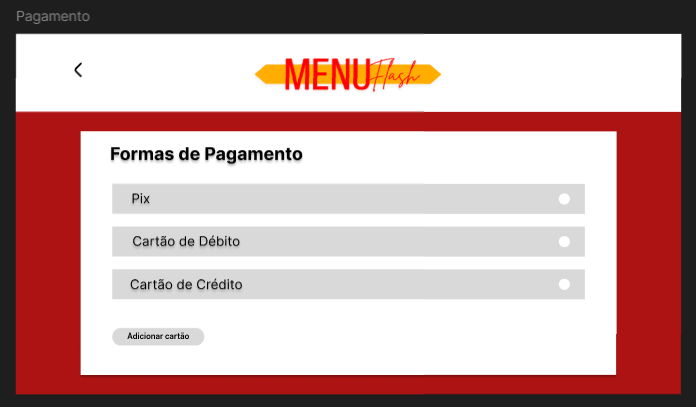 Pagamento
MENU Flash
Formas de Pagamento
Pix
Cartão de Débito
Cartão de Crédito
Adicionar cartão